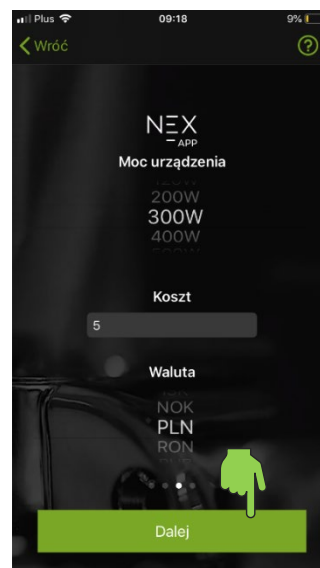 Plus 09:18 9%
Wróć ?
NEX
APP
Moc urządzenia
200W
300W
400W
Koszt
5
Waluta
NOK
PLN
RON
Dalej